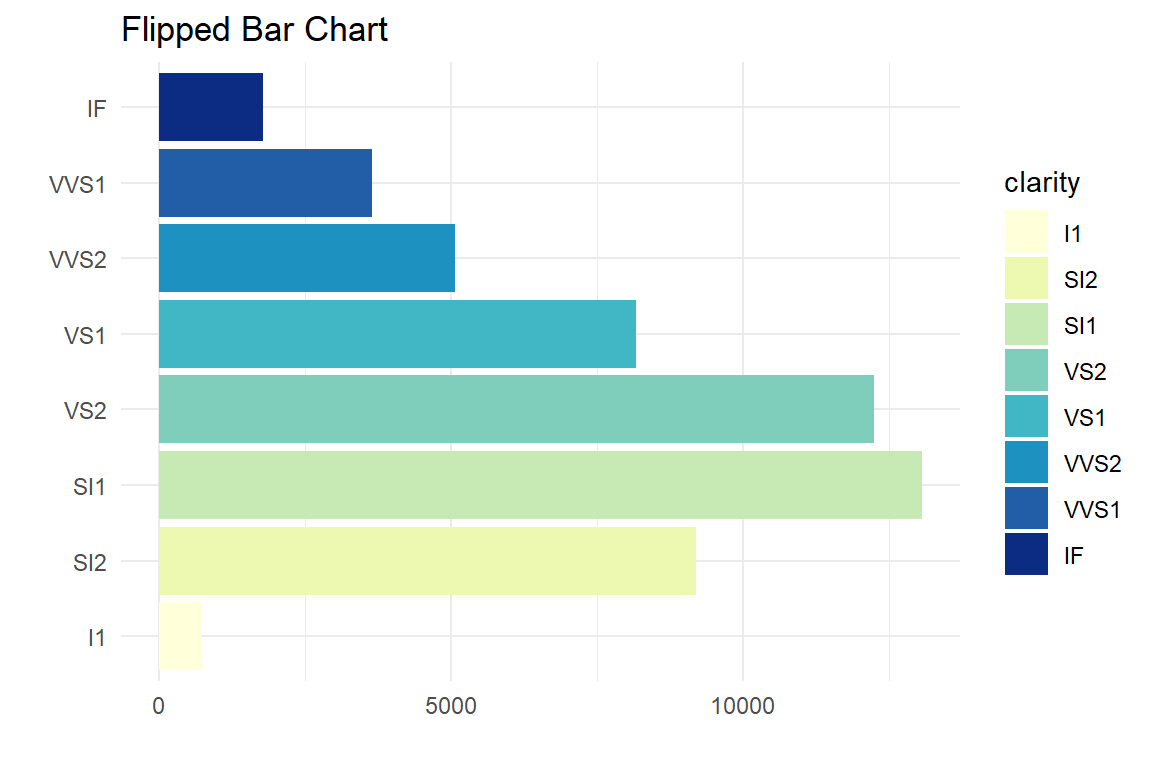 Flipped Bar Chart
IF
VVS1
VVS2
VS1
VS2
SI1
SI2
I1
0 5000 10000
clarity
I1
SI2
SI1
VS2
VS1
VVS2
VVS1
IF